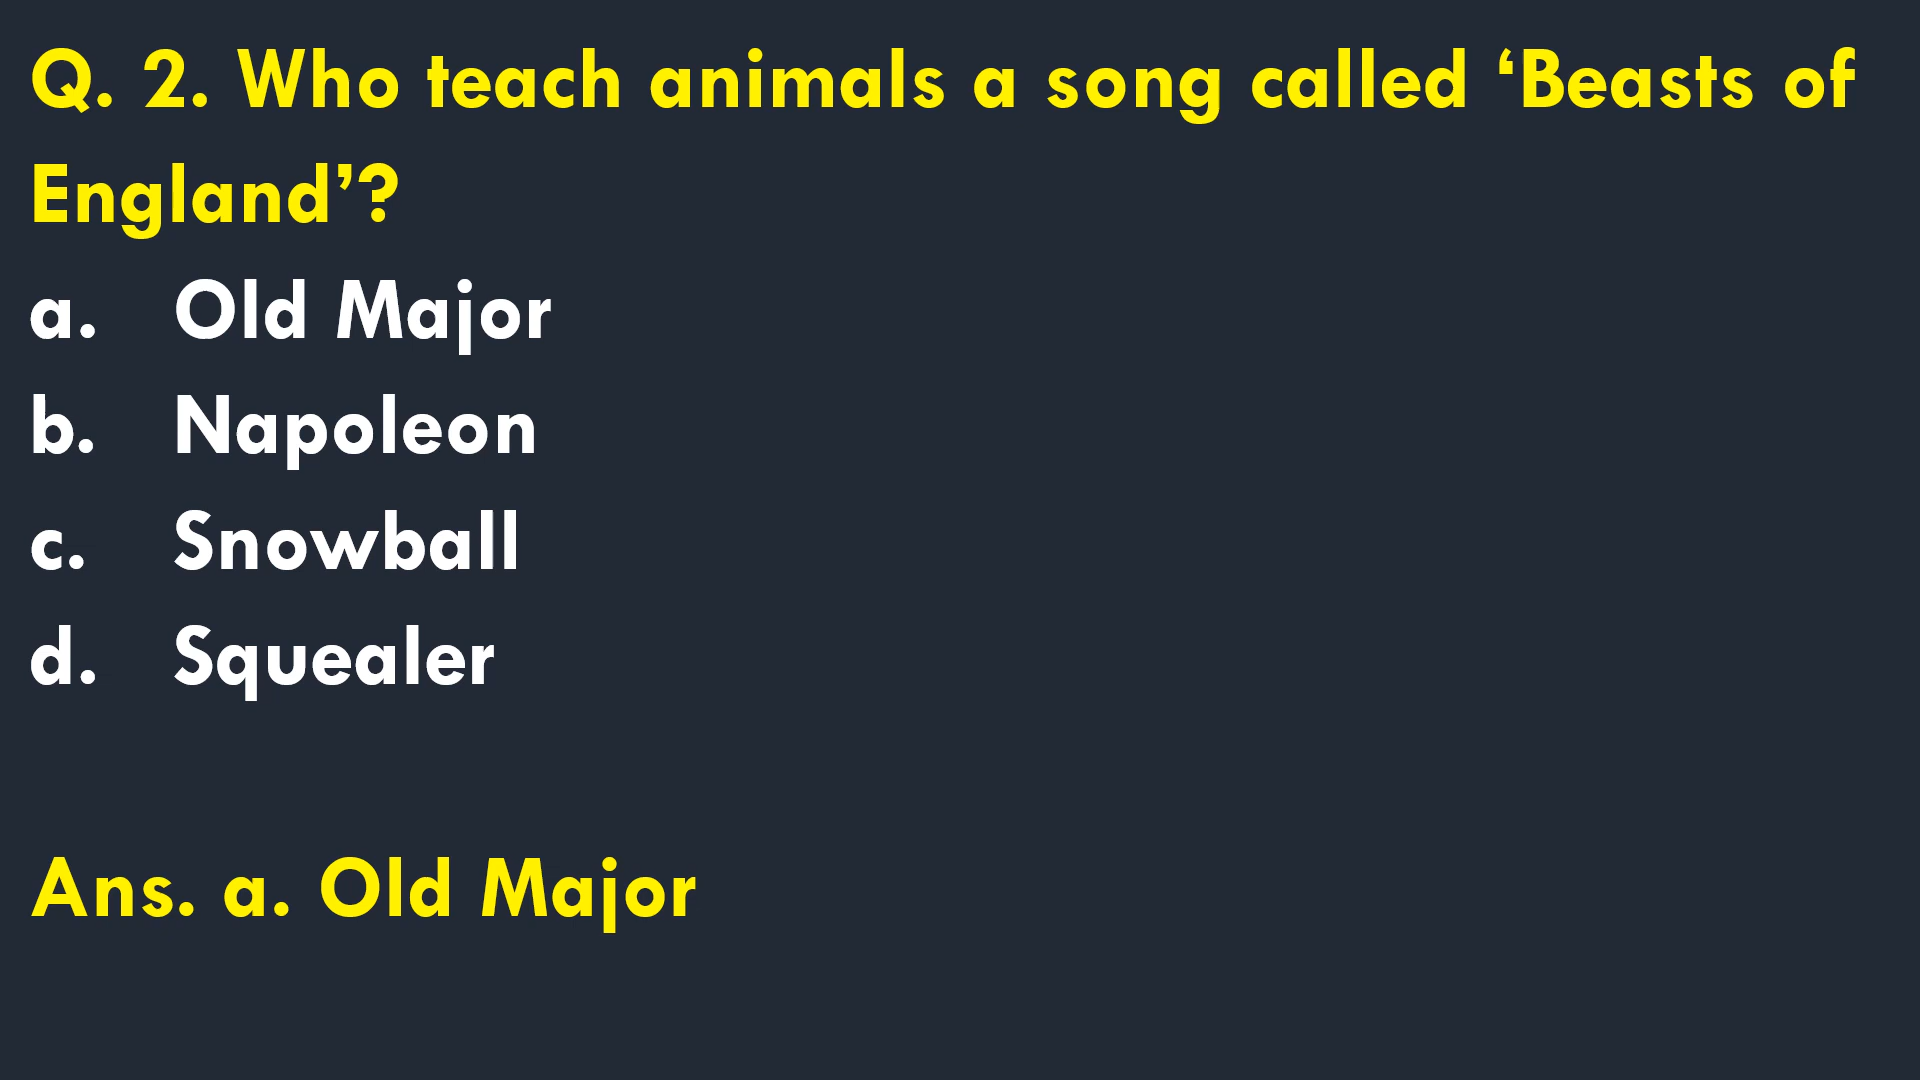 Q. 2. Who teach animals a song called ‘Beasts of
England’?
a. Old Major
b. Napoleon
c. Snowball
d. Squealer
Ans. a. Old Major